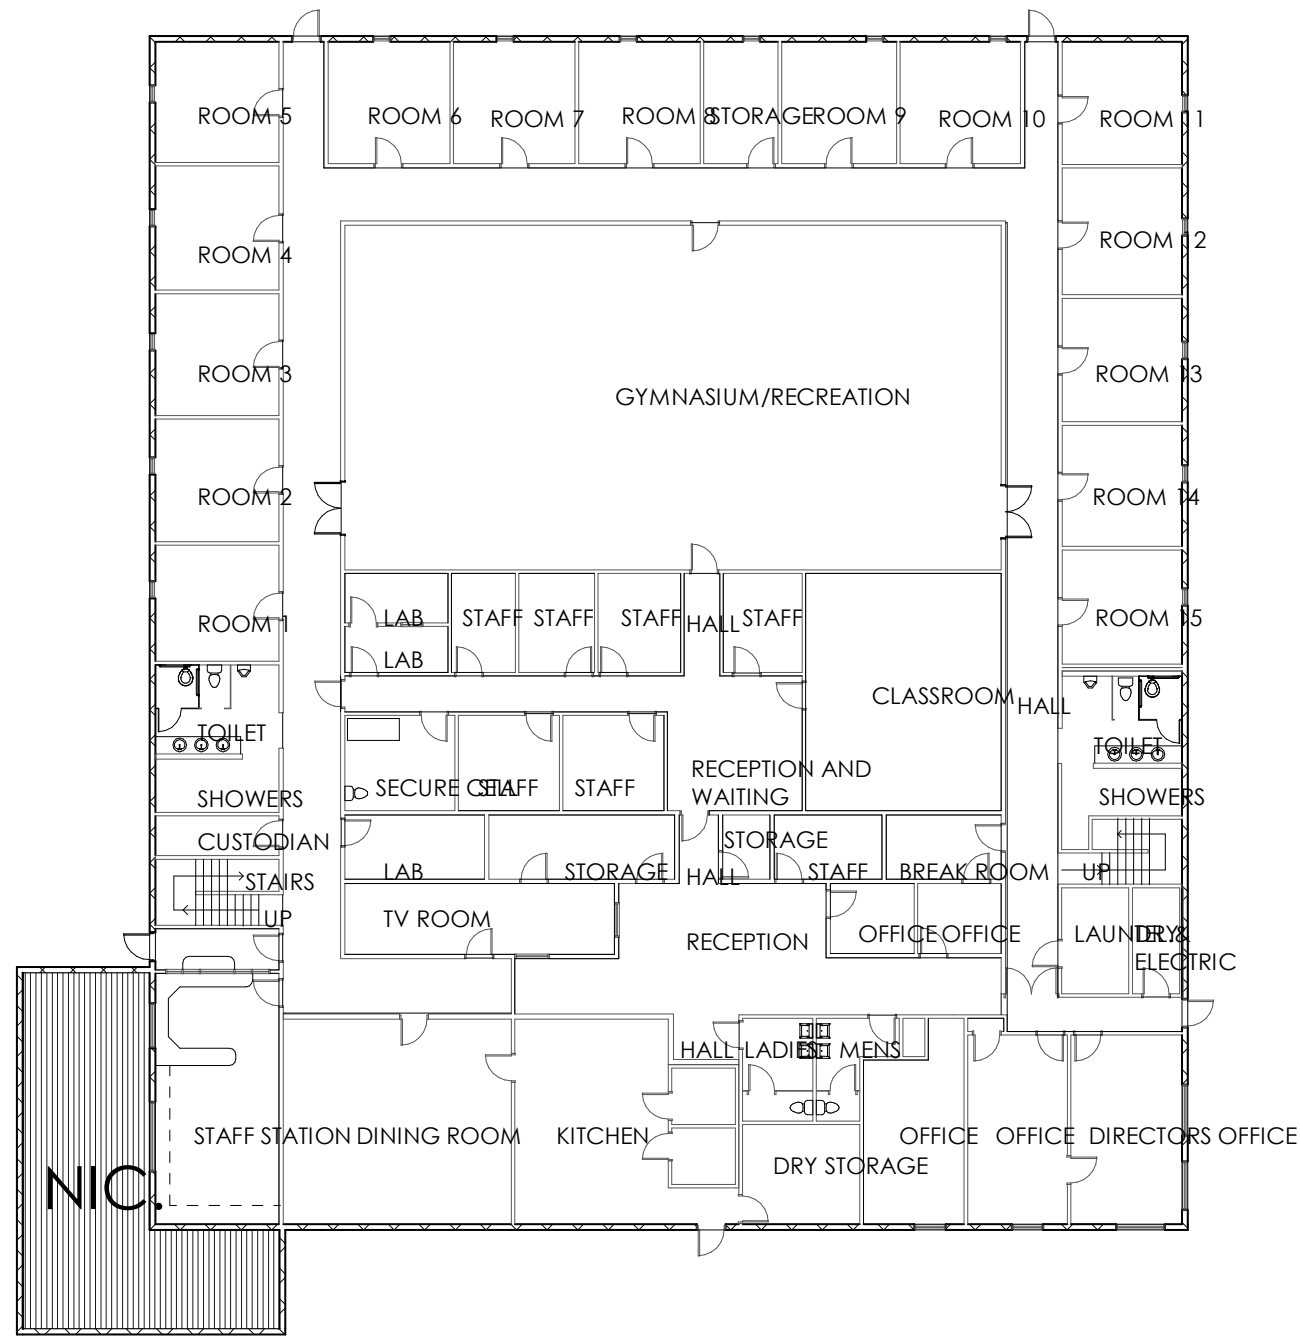 ROOM 5
ROOM 6
ROOM 7
ROOM 8
STORAGE
ROOM 9
ROOM 10
ROOM 11
ROOM 4
ROOM 12
ROOM 3
ROOM 13
GYMNASIUM/RECREATION
ROOM 2
ROOM 14
ROOM 1
LAB
STAFF
STAFF
STAFF
HALL
STAFF
ROOM 15
LAB
CLASSROOM
HALL
TOILET
TOILET
RECEPTION AND
WAITING
SECURE CELL
STAFF
STAFF
SHOWERS
SHOWERS
CUSTODIAN
STORAGE
LAB
STORAGE
HALL
STAFF
BREAK ROOM
UP
STAIRS
UP
TV ROOM
RECEPTION
OFFICE
OFFICE
LAUNDRY &
ELECTRIC
HALL
LADIES
MENS
STAFF STATION
DINING ROOM
KITCHEN
OFFICE
OFFICE
DIRECTORS OFFICE
DRY STORAGE
NIC.